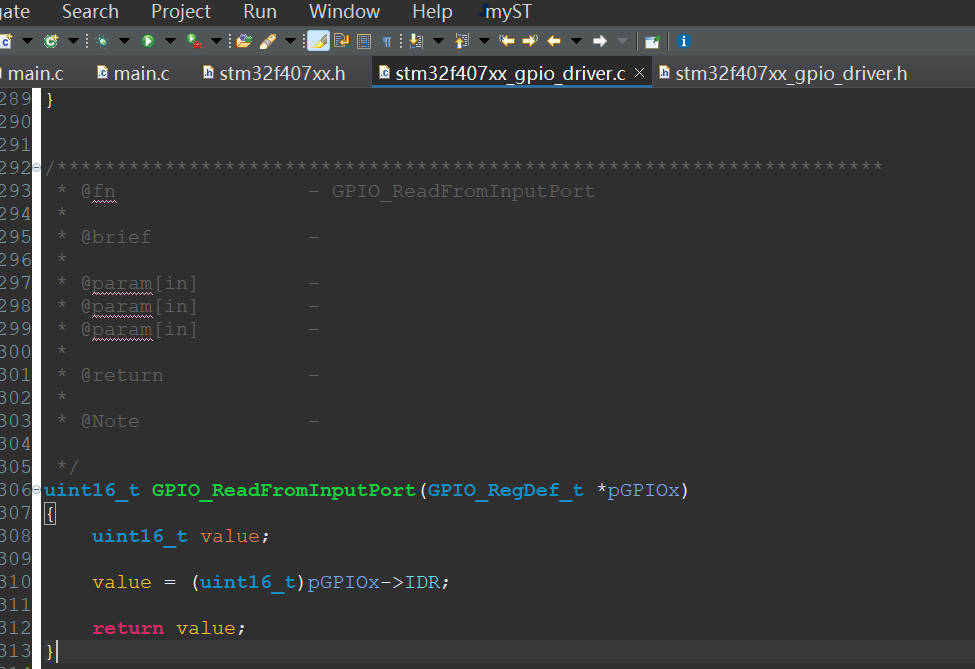 gate Search Project Run Window Help myST
main.c main.c stm32f407xx.h stm32f407xx_gpio_driver.c stm32f407xx_gpio_driver.h
289 }
290
291
292 /*********************************************************************
293 * @fn - GPIO_ReadFromInputPort
294 *
295 * @brief -
296 *
297 * @param[in] -
298 * @param[in] -
299 * @param[in] -
300 *
301 * @return -
302 *
303 * @Note -
304
305 */
306 uint16_t GPIO_ReadFromInputPort(GPIO_RegDef_t *pGPIOx)
307 {
308 uint16_t value;
309
310 value = (uint16_t)pGPIOx->IDR;
311
312 return value;
313 }